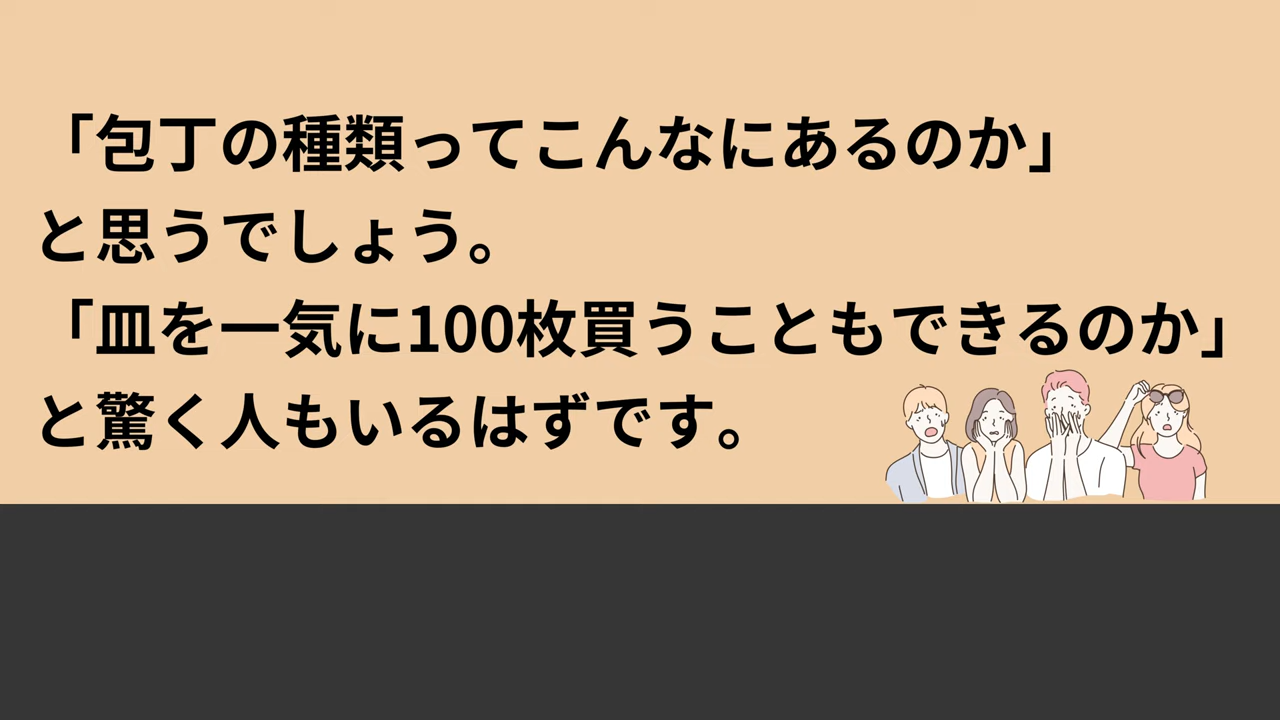 「包丁の種類ってこんなにあるのか」
と思うでしょう。
「皿を一気に100枚買うこともできるのか」
と驚く人もいるはずです。